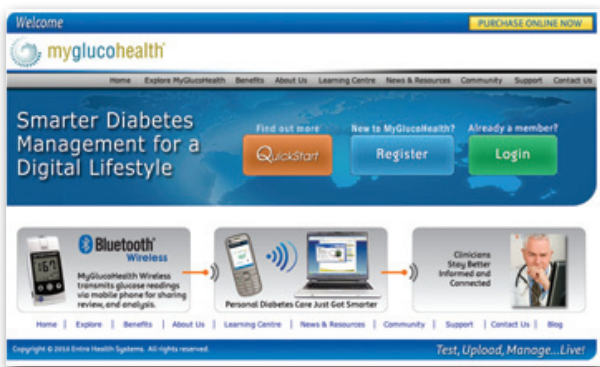 Welcome
PURCHASE ONLINE NOW
myglucohealth
Home Explore MyGlucoHealth Benefits About Us Learning Centre News & Resources Community Support Contact Us
Smarter Diabetes
Management for a
Digital Lifestyle
Find out more
QuickStart
New to MyGlucoHealth?
Register
Already a member?
Login
167
Bluetooth
Wireless
MyGlucoHealth Wireless
transmits glucose readings
via mobile phone for sharing
review, and analysis.
Personal Diabetes Care Just Got Smarter
Clinicians
Stay Better
Informed and
Connected
Home | Explore | Benefits | About Us | Learning Centre | News & Resources | Community | Support | Contact Us | Blog
Entra Health Systems. All rights reserved.
Test, Upload, Manage...Live!